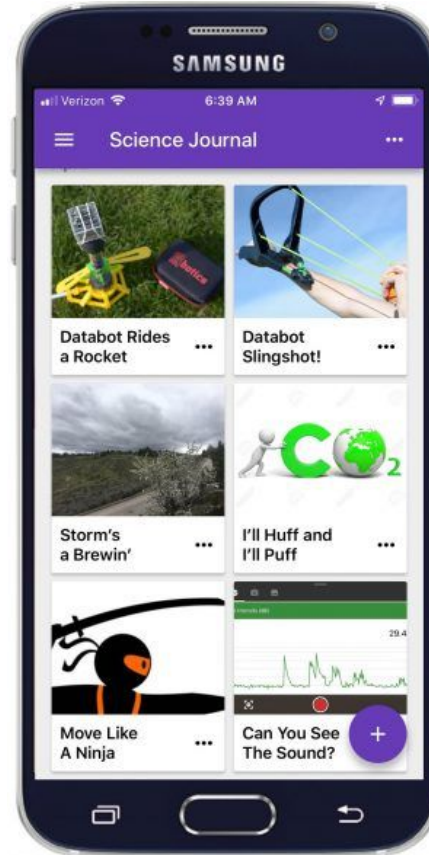 SAMSUNG
Verizon 6:39 AM
Science Journal
Databot Rides
a Rocket
Databot
Slingshot!
CO2
Storm's
a Brewin'
I'll Huff and
I'll Puff
29.4
Move Like
A Ninja
Can You See
The Sound?